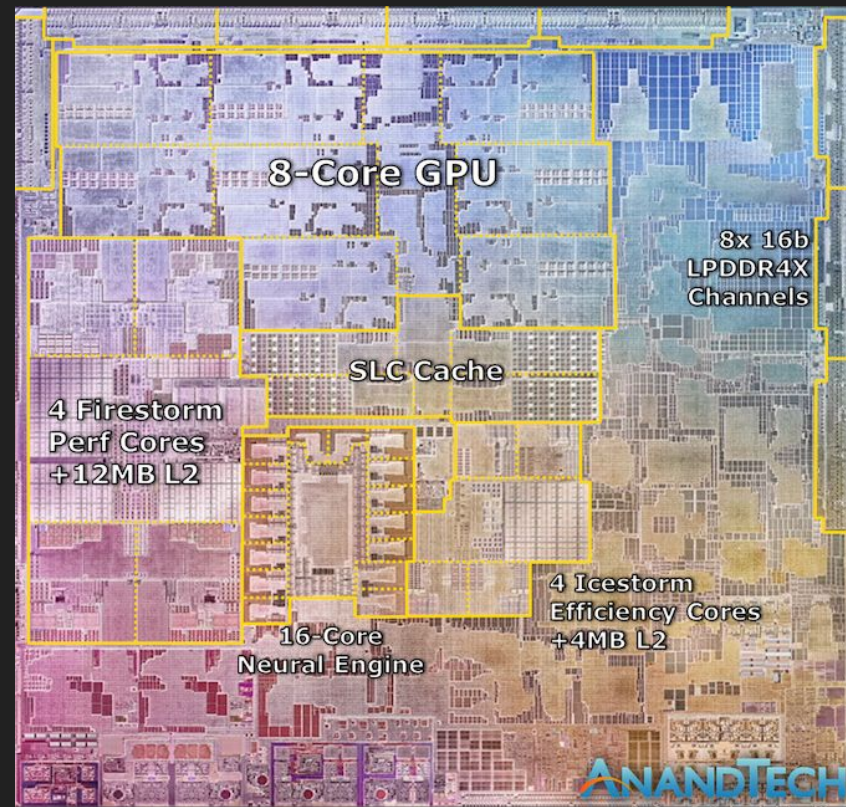 8-Core GPU
8x 16b
LPDDR4X
Channels
SLC Cache
4 Firestorm
Perf Cores
+12MB L2
4 Icestorm
Efficiency Cores
+4MB L2
16-Core
Neural Engine
ANANDTECH